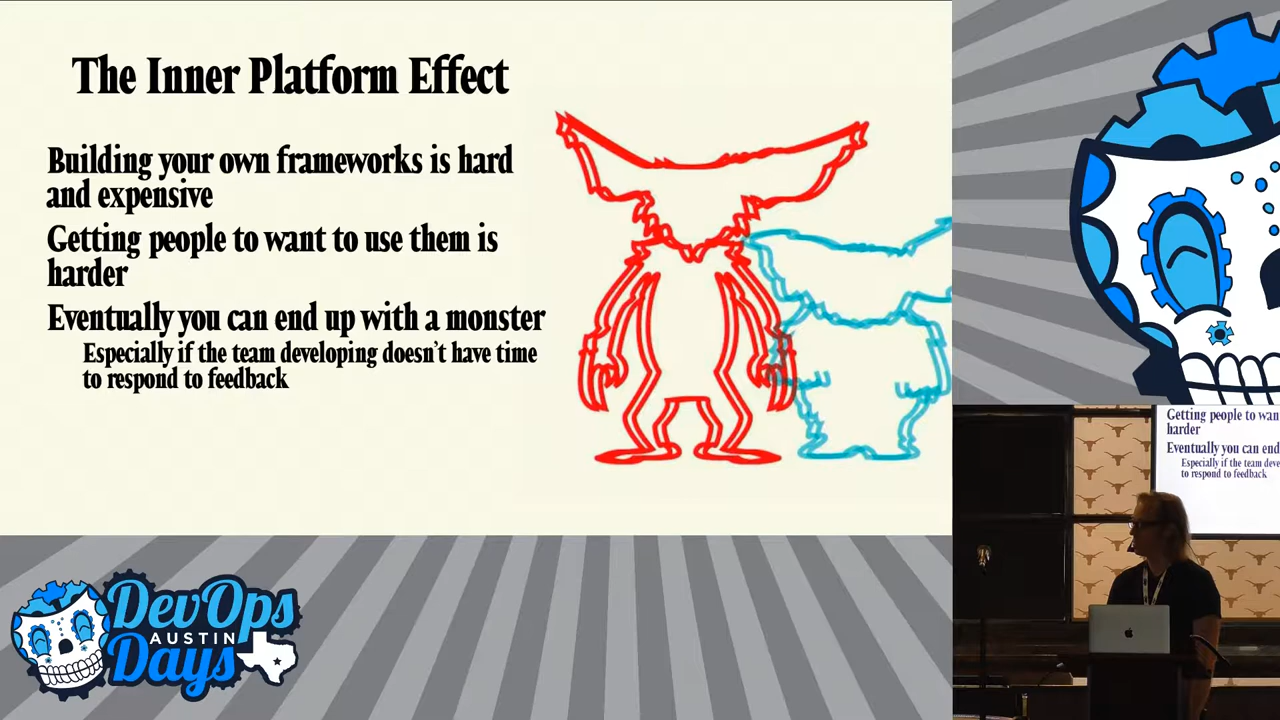 The Inner Platform Effect
Building your own frameworks is hard
and expensive
Getting people to want to use them is
harder
Eventually you can end up with a monster
Especially if the team developing doesn't have time
to respond to feedback
DevOps
AUSTIN
Days
Getting people to wan
harder
Eventually you can end
Especially if the team deve
to respond to feedback